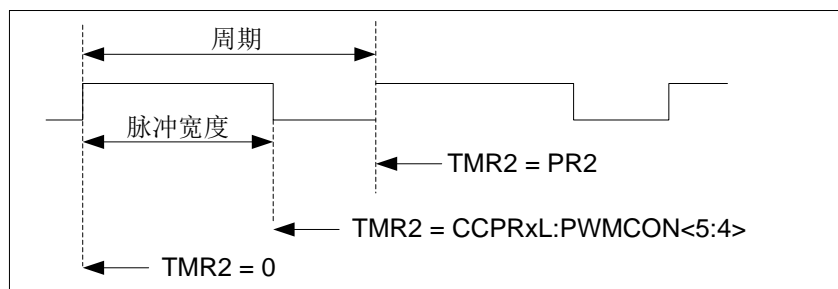 周期
脉冲宽度
TMR2 = PR2
TMR2 = CCPRxL:PWMCON<5:4>
TMR2 = 0